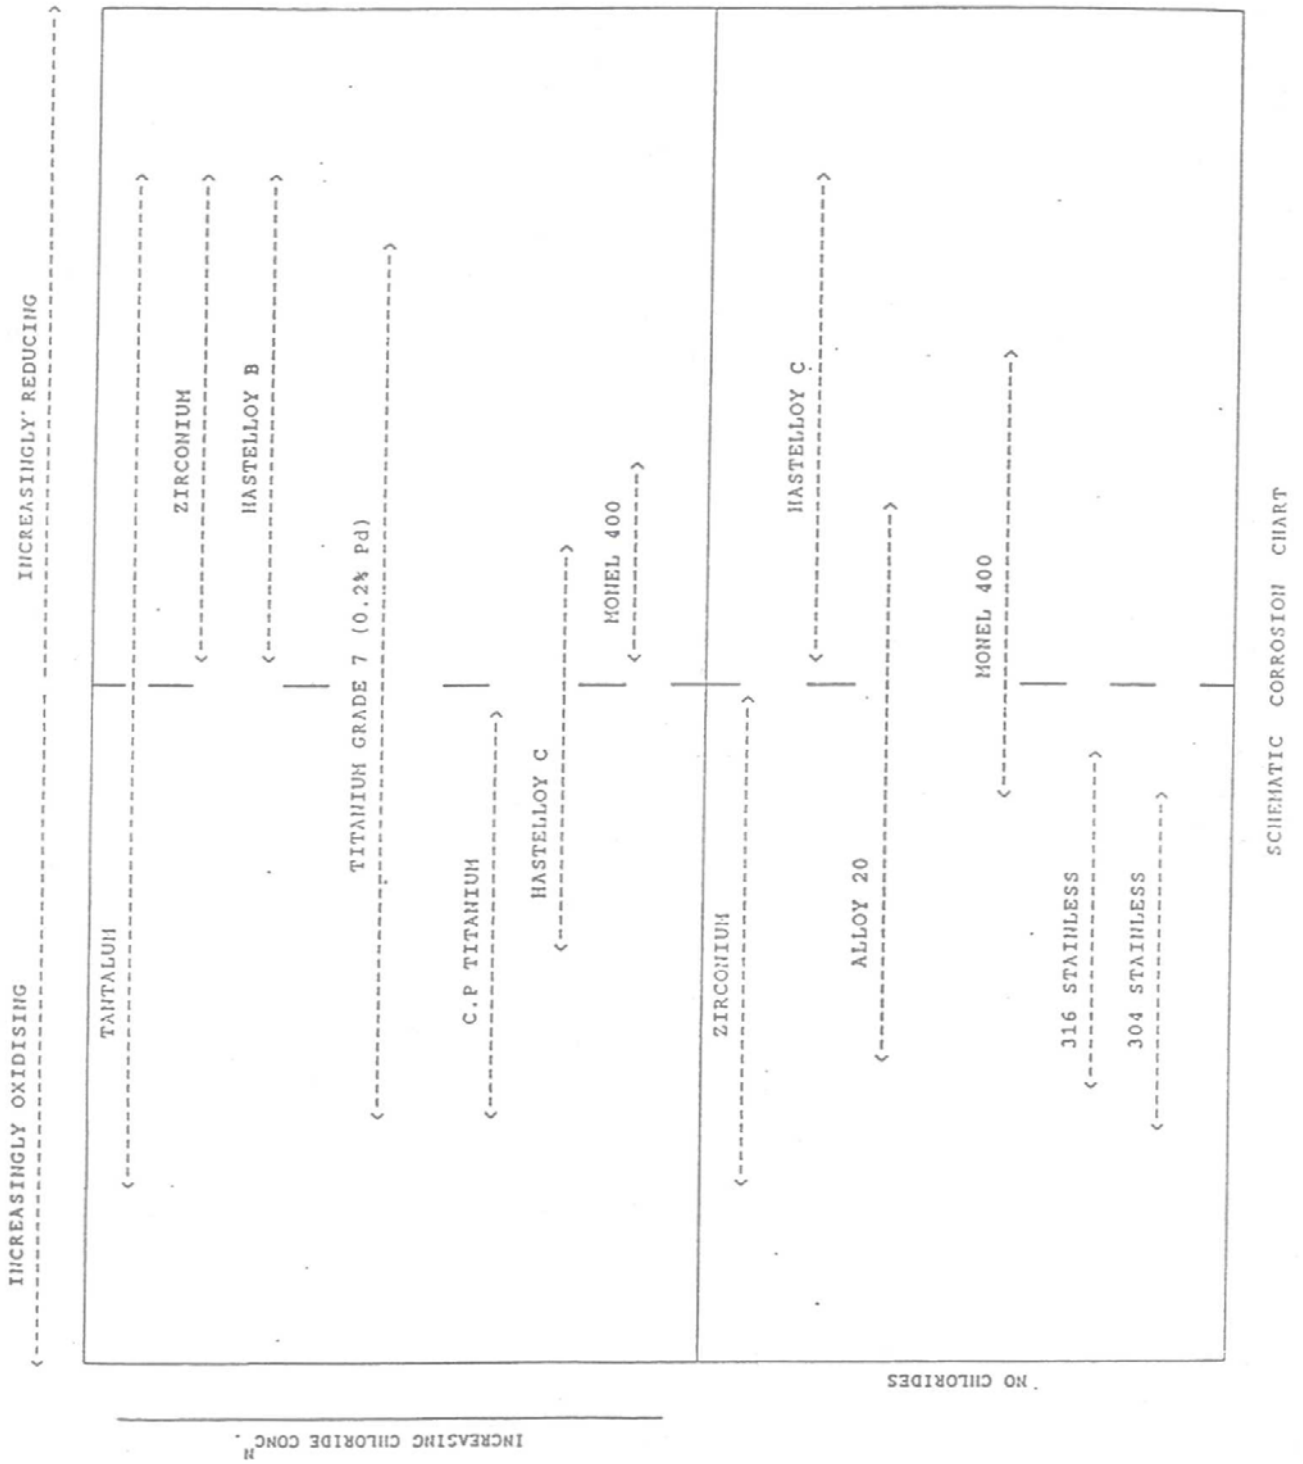 INCREASINGLY OXIDISING
INCREASINGLY REDUCING
TANTALUM
ZIRCONIUM
HASTELLOY B
TITANIUM GRADE 7 (0.2% Pd)
C.P TITANIUM
HASTELLOY C
MONEL 400
ZIRCONIUM
HASTELLOY C
ALLOY 20
MONEL 400
316 STAINLESS
304 STAINLESS
INCREASING CHLORIDE CONC.N
NO CHLORIDES
SCHEMATIC CORROSION CHART